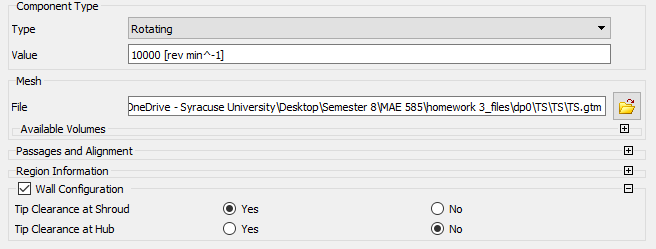 Component Type
Type Rotating
Value 10000 [rev min^-1]
Mesh
File OneDrive - Syracuse University\Desktop\Semester 8\MAE 585\homework 3_files\dp0\TS\TS\TS.gtm
Available Volumes
Passages and Alignment
Region Information
Wall Configuration
Tip Clearance at Shroud Yes No
Tip Clearance at Hub Yes No